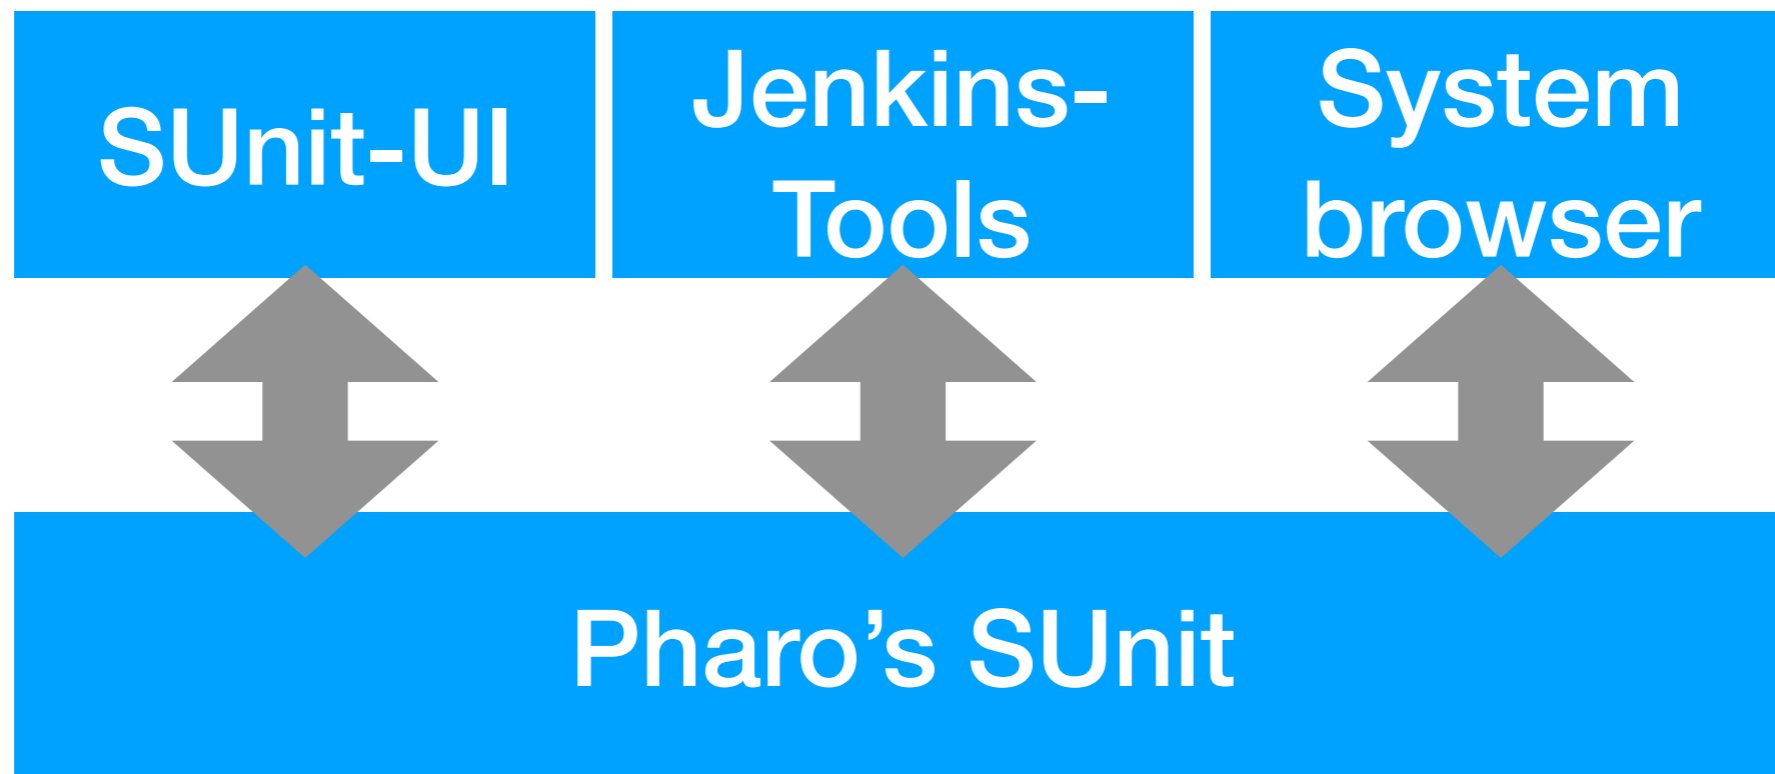 SUnit-UI
Jenkins-
Tools
System
browser
Pharo’s SUnit